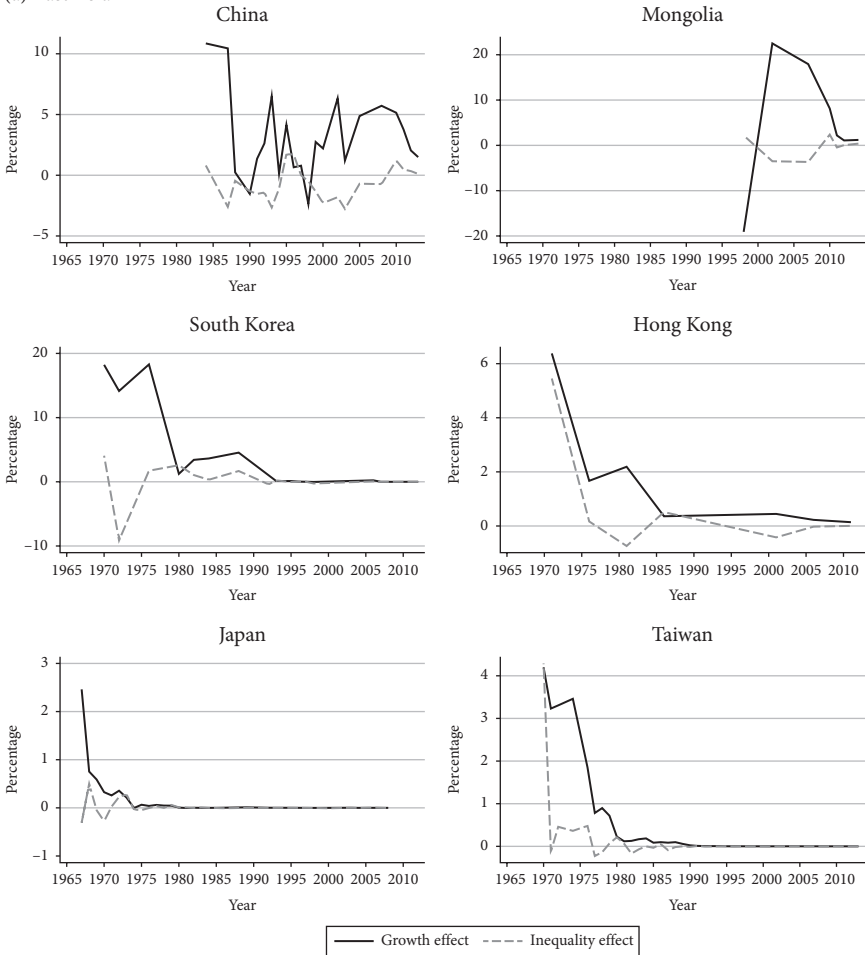 China
Mongolia
10
5
0
–5
Percentage
1965 1970 1975 1980 1985 1990 1995 2000 2005 2010
Year
20
10
0
–10
–20
Percentage
1965 1970 1975 1980 1985 1990 1995 2000 2005 2010
Year
South Korea
Hong Kong
20
10
0
–10
Percentage
1965 1970 1975 1980 1985 1990 1995 2000 2005 2010
Year
6
4
2
0
Percentage
1965 1970 1975 1980 1985 1990 1995 2000 2005 2010
Year
Japan
Taiwan
3
2
1
0
–1
Percentage
1965 1970 1975 1980 1985 1990 1995 2000 2005 2010
Year
4
3
2
1
0
Percentage
1965 1970 1975 1980 1985 1990 1995 2000 2005 2010
Year
Growth effect
Inequality effect